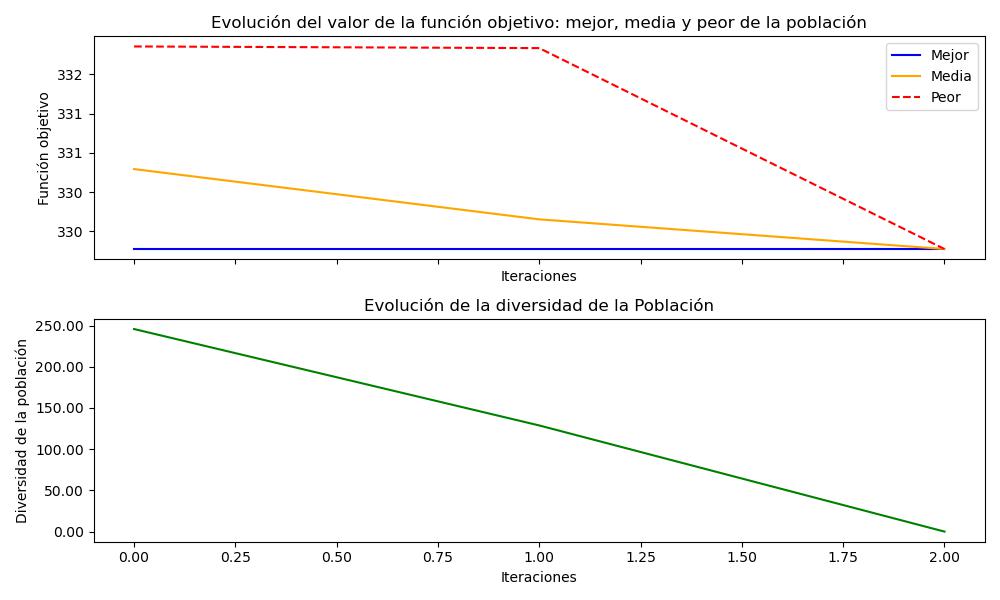 Evolución del valor de la función objetivo: mejor, media y peor de la población
Función objetivo
332
331
331
330
330
Mejor
Media
Peor
Iteraciones
Evolución de la diversidad de la Población
Diversidad de la población
250.00
200.00
150.00
100.00
50.00
0.00
0.00 0.25 0.50 0.75 1.00 1.25 1.50 1.75 2.00
Iteraciones